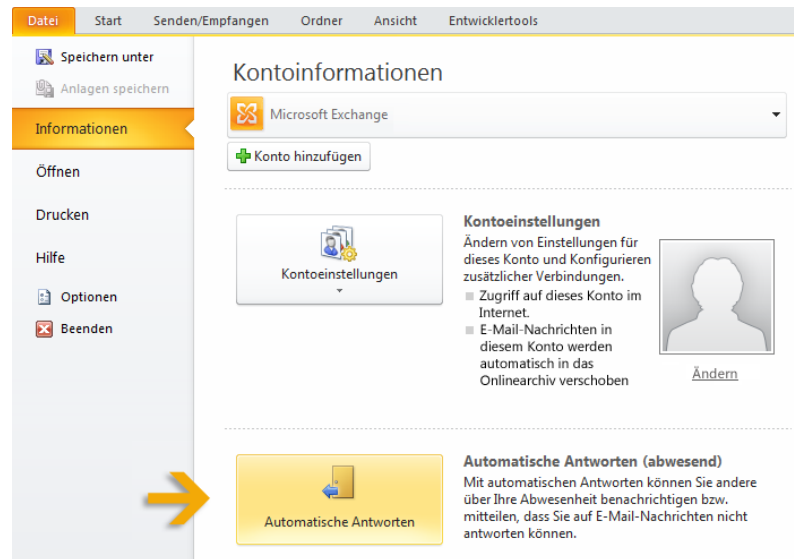 Datei Start Senden/Empfangen Ordner Ansicht Entwicklertools
Speichern unter
Anlagen speichern
Informationen
Öffnen
Drucken
Hilfe
Optionen
Beenden
Kontoinformationen
Microsoft Exchange
Konto hinzufügen
Kontoeinstellungen
Kontoeinstellungen
Ändern von Einstellungen für
dieses Konto und Konfigurieren
zusätzlicher Verbindungen.
Zugriff auf dieses Konto im
Internet.
E-Mail-Nachrichten in
diesem Konto werden
automatisch in das
Onlinearchiv verschoben
Ändern
Automatische Antworten
Automatische Antworten (abwesend)
Mit automatischen Antworten können Sie andere
über Ihre Abwesenheit benachrichtigen bzw.
mitteilen, dass Sie auf E-Mail-Nachrichten nicht
antworten können.